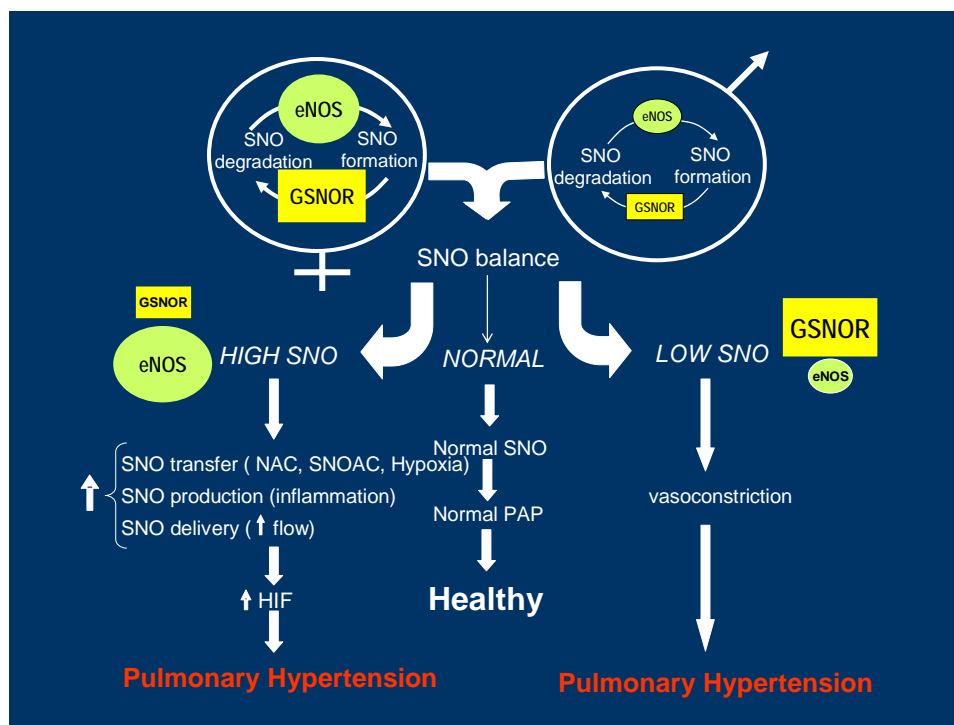 eNOS
SNO degradation
SNO formation
GSNOR
eNOS
SNO degradation
SNO formation
GSNOR
SNO balance
GSNOR
eNOS
HIGH SNO
NORMAL
LOW SNO
GSNOR
eNOS
SNO transfer ( NAC, SNOAC, Hypoxia)
SNO production (inflammation)
SNO delivery ( flow)
HIF
Pulmonary Hypertension
Normal SNO
Normal PAP
Healthy
vasoconstriction
Pulmonary Hypertension